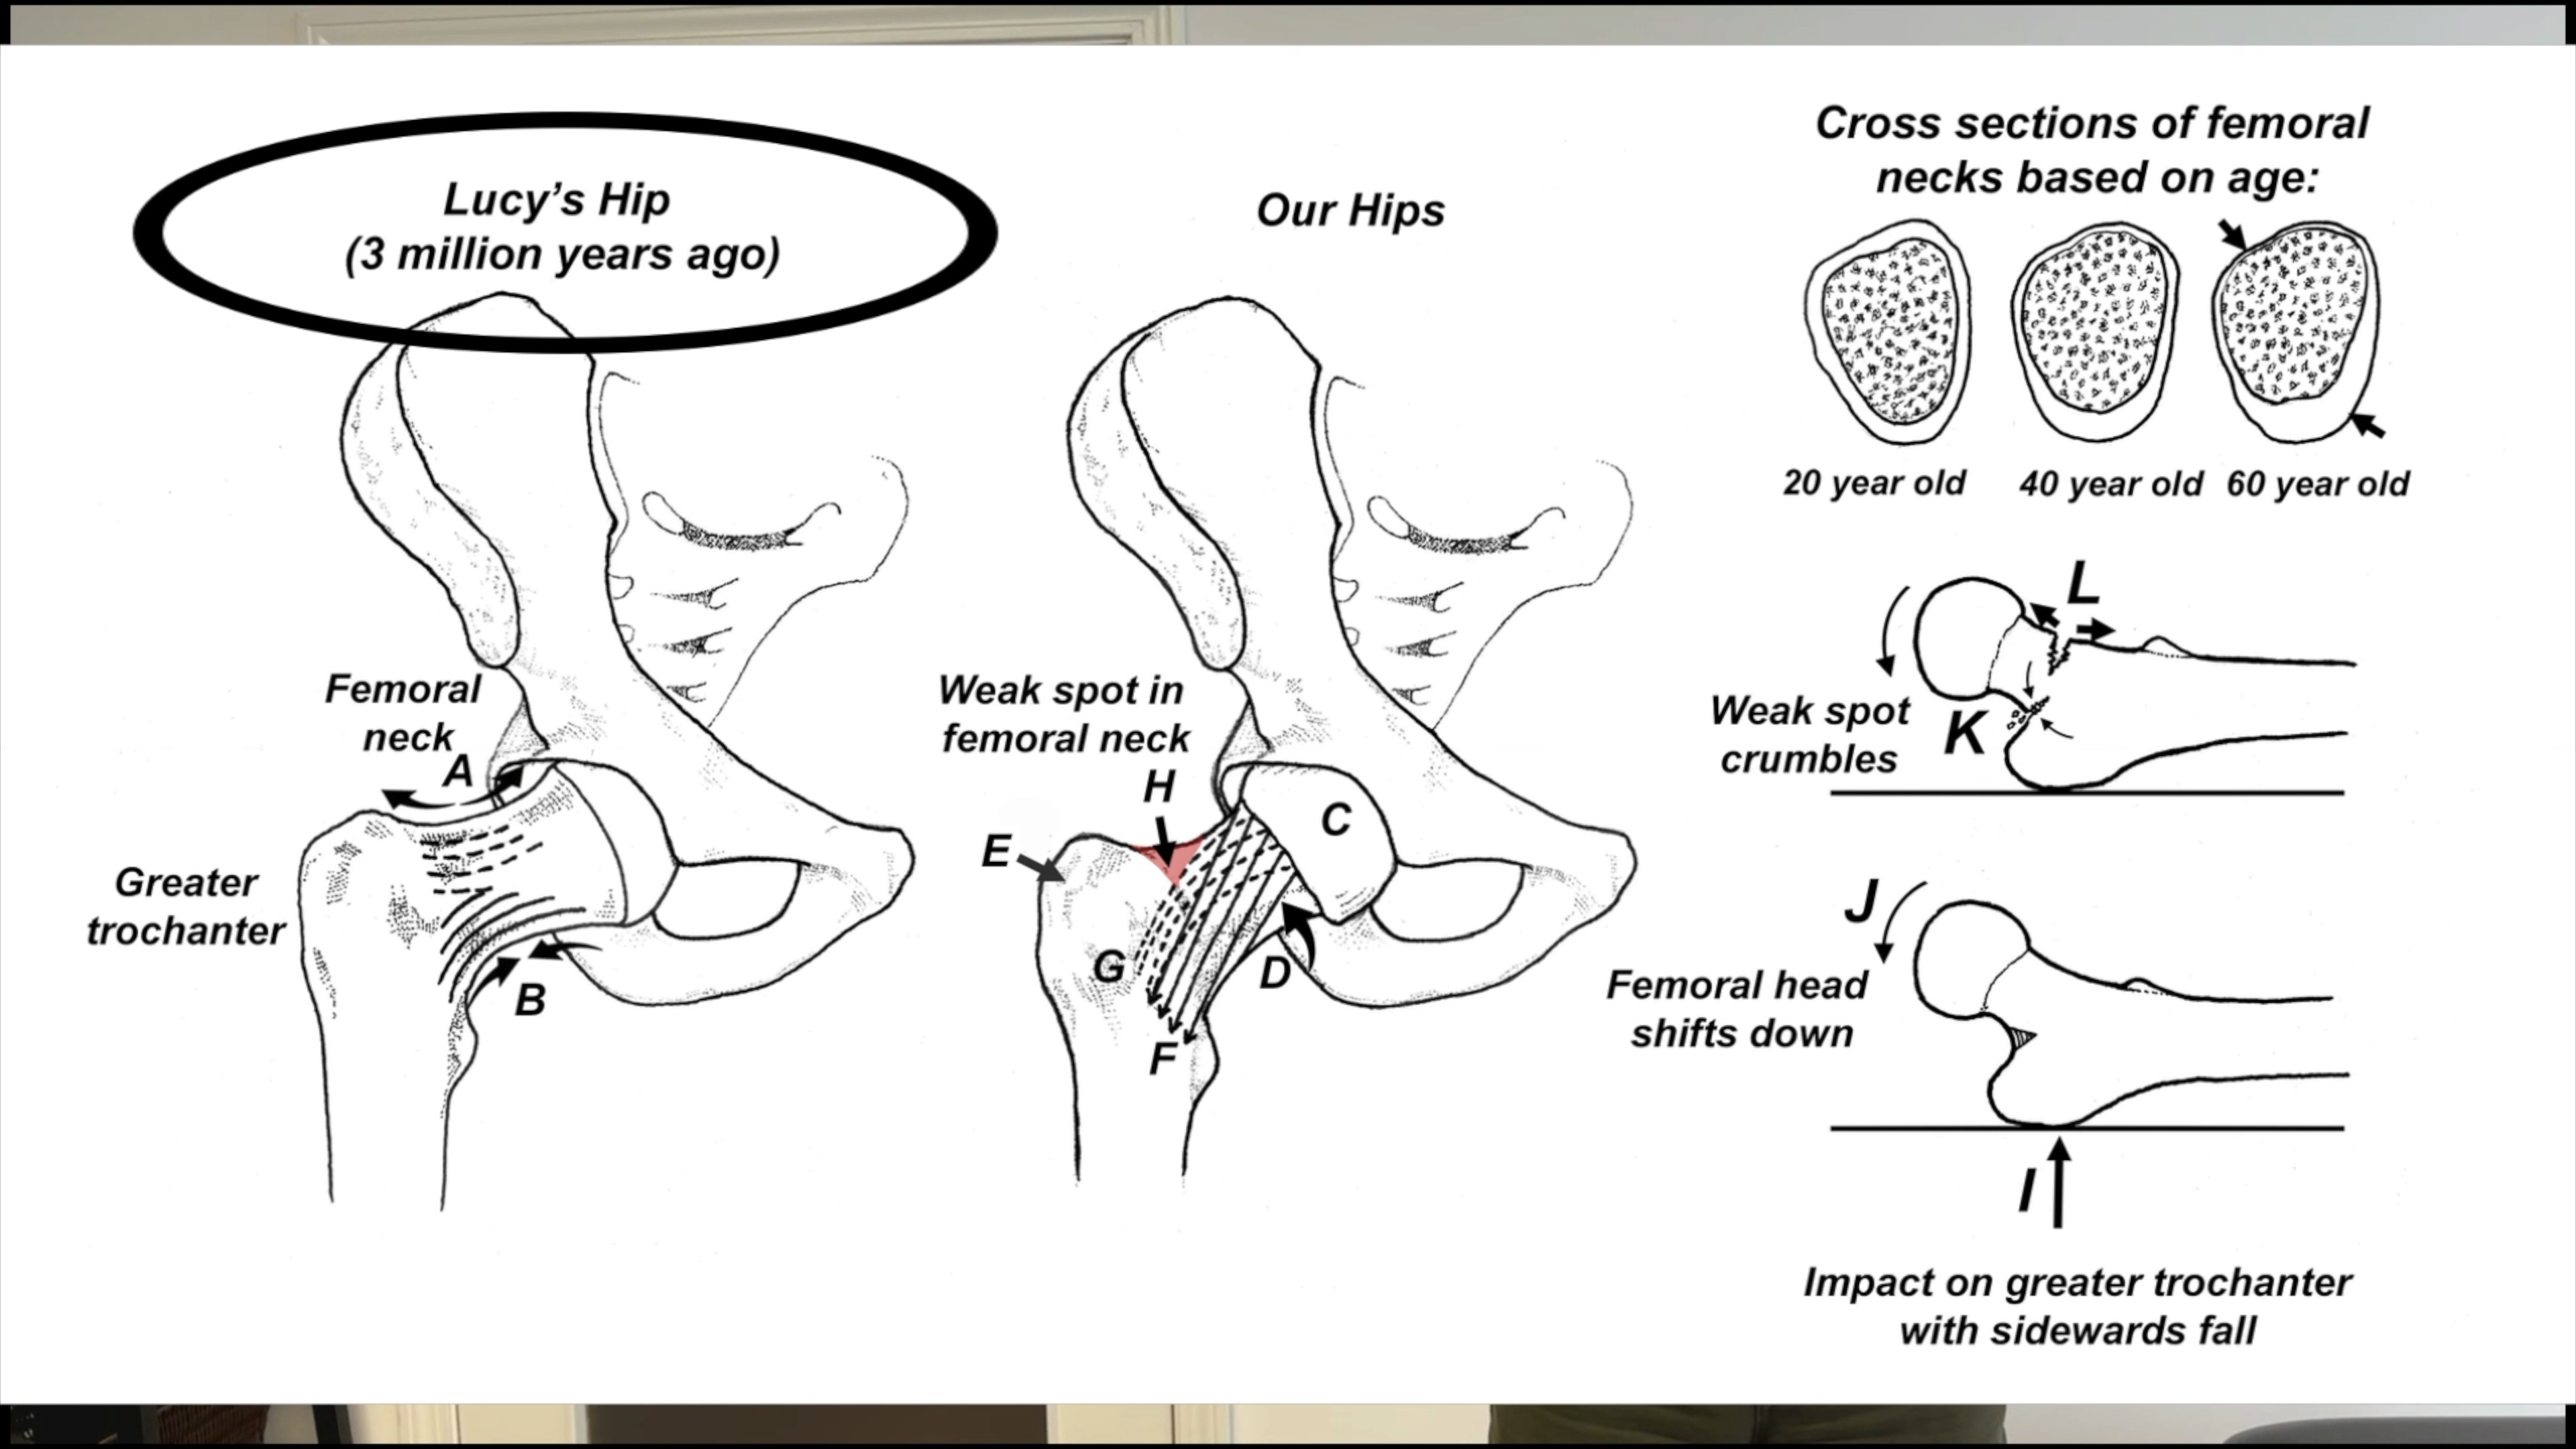 Lucy's Hip
(3 million years ago)
Femoral
neck
A
Greater
trochanter
B
Our Hips
Weak spot in
femoral neck
H
E
C
G
D
F
Cross sections of femoral
necks based on age:
20 year old
40 year old
60 year old
L
Weak spot
crumbles
K
J
Femoral head
shifts down
I
Impact on greater trochanter
with sidewards fall